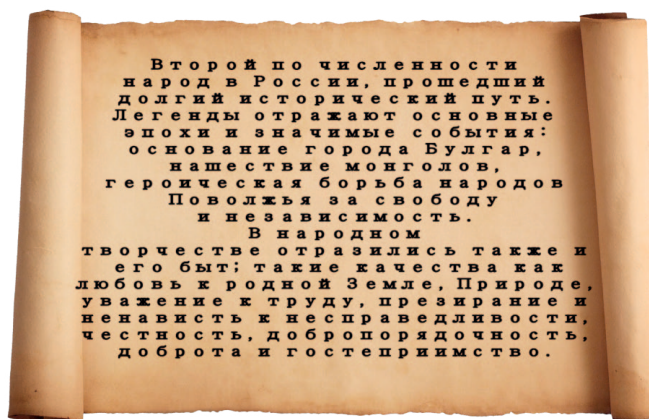 Второй по численности
народ в России, прошедший
долгий исторический путь.
Легенды отражают основные
эпохи и значимые события:
основание города Булгар,
нашествие монголов,
героическая борьба народов
Поволжья за свободу
и независимость.
В народном
творчестве отразились также и
его быт; такие качества как
любовь к родной Земле, Природе,
уважение к труду, презирание и
ненависть к несправедливости,
честность, добропорядочность,
доброта и гостеприимство.